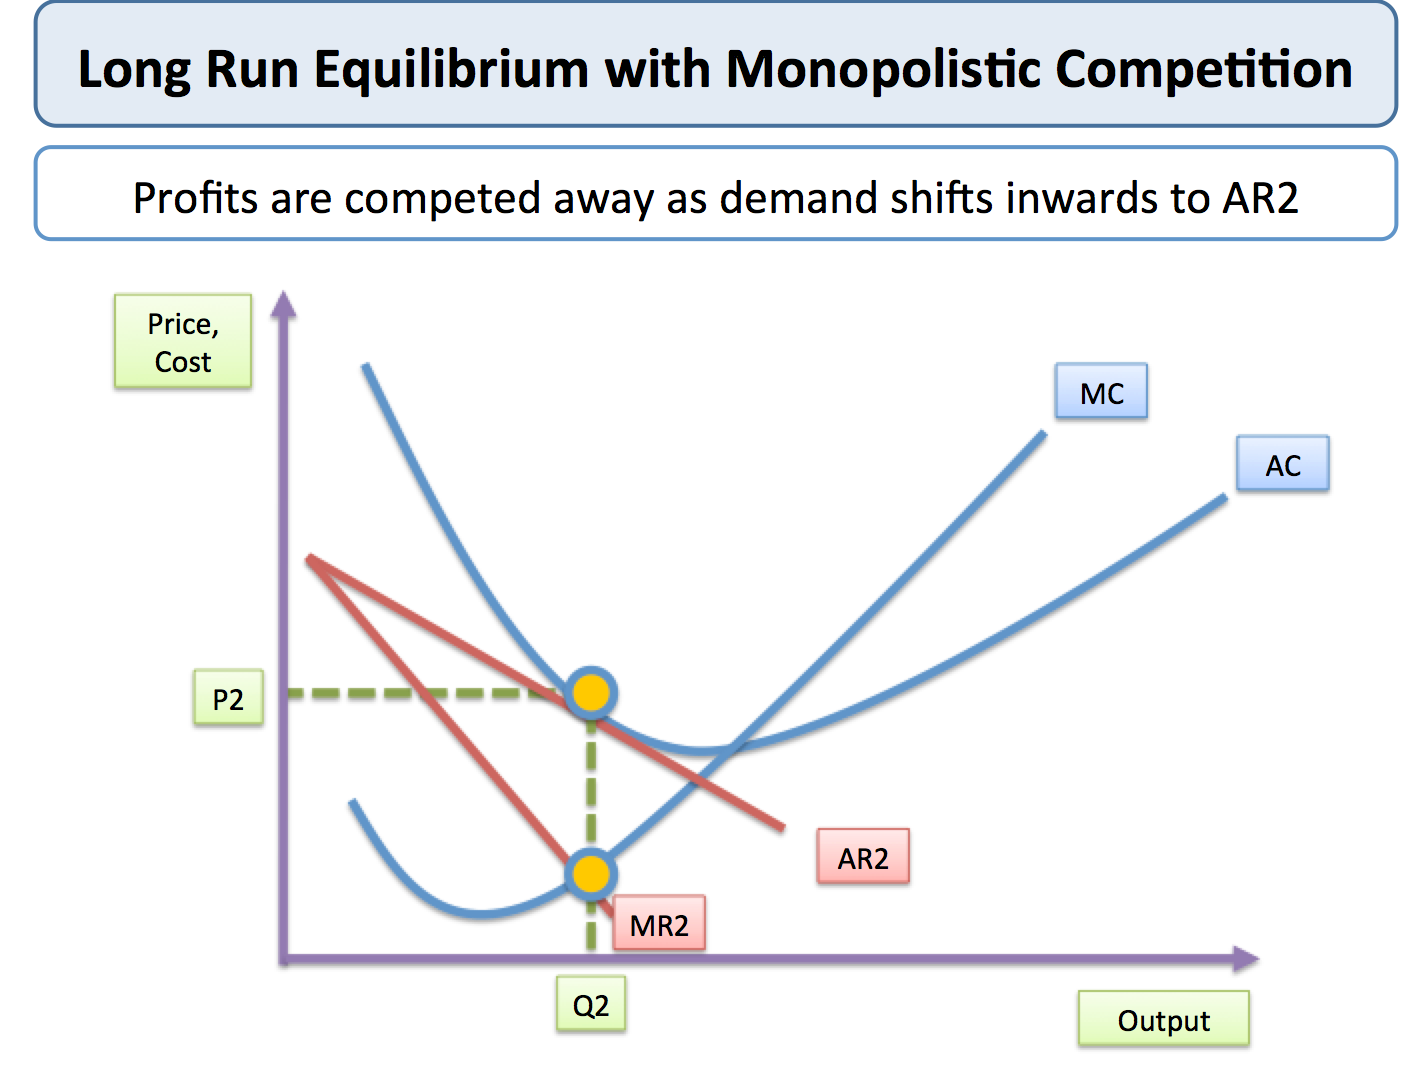 Long Run Equilibrium with Monopolistic Competition
Profits are competed away as demand shifts inwards to AR2
Price,
Cost
MC
AC
P2
AR2
MR2
Q2
Output